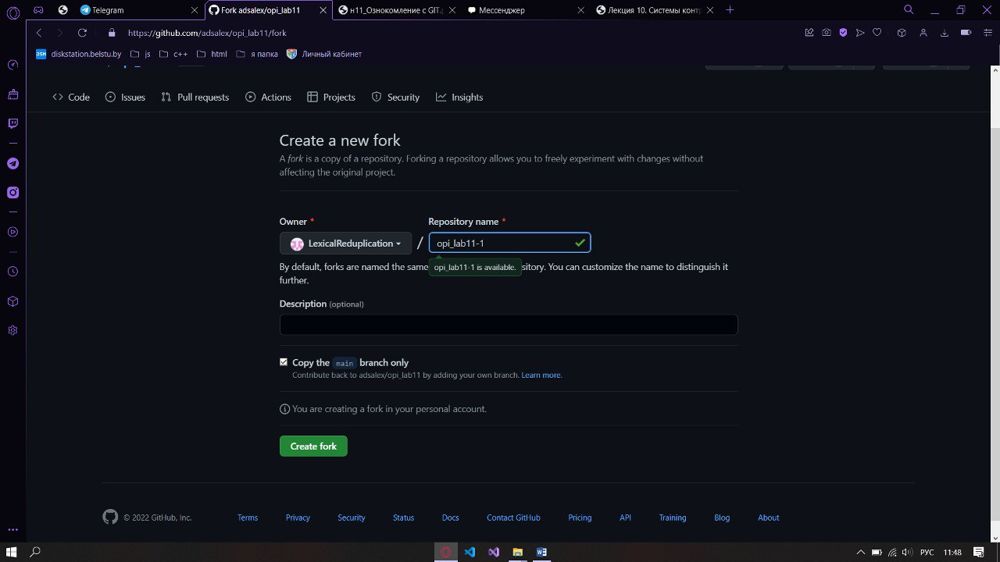 Telegram
Fork adsalex/opi_lab11
н11_Ознокомление с GIT
Мессенджер
Лекция 10. Системы конт
https://github.com/adsalex/opi_lab11/fork
DSM diskstation.belstu.by js c++ html я папка Личный кабинет
Code Issues Pull requests Actions Projects Security Insights
Create a new fork
A fork is a copy of a repository. Forking a repository allows you to freely experiment with changes without
affecting the original project.
Owner * Repository name *
LexicalReduplication / opi_lab11-1
By default, forks are named the same
opi_lab11-1 is available.
You can customize the name to distinguish it
further.
Description (optional)
Copy the main branch only
Contribute back to adsalex/opi_lab11 by adding your own branch. Learn more.
You are creating a fork in your personal account.
Create fork
© 2022 GitHub, Inc. Terms Privacy Security Status Docs Contact GitHub Pricing API Training Blog About
РУС 11:48